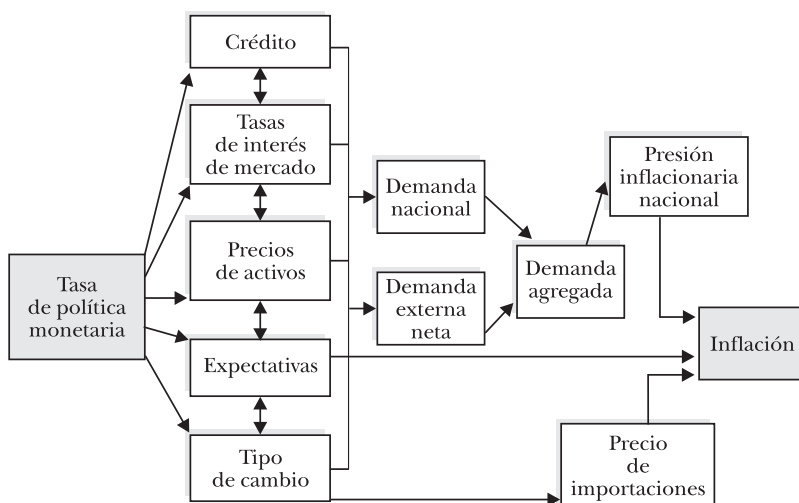 Crédito
Tasas
de interés
de mercado
Precios
de activos
Expectativas
Tipo
de cambio
Tasa
de política
monetaria
Demanda
nacional
Demanda
externa
neta
Demanda
agregada
Presión
inflacionaria
nacional
Inflación
Precio
de
importaciones